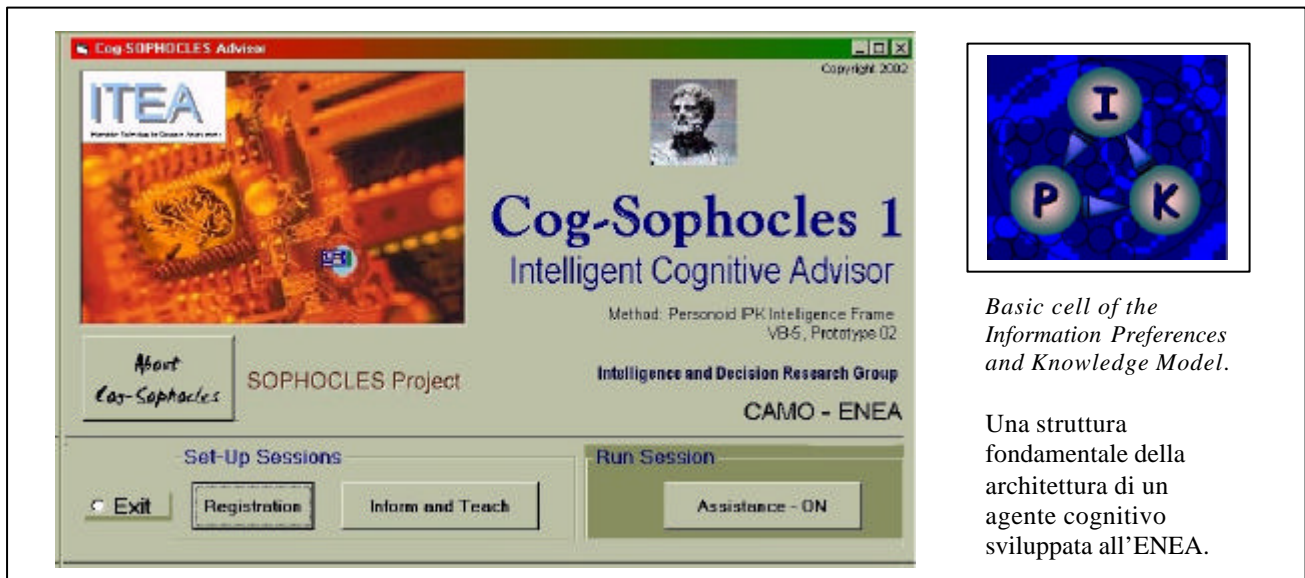 Cog-SOPHOCLES Advisor
Copyright 2002
ITEA
Cog-Sophocles 1
Intelligent Cognitive Advisor
Method: Personoid IPK Intelligence Frame
VB-5, Prototype 02
About
Cog-Sophocles
SOPHOCLES Project
Intelligence and Decision Research Group
CAMO - ENEA
Set-Up Sessions
Run Session
Exit
Registration
Inform and Teach
Assistance - ON
I
P
K
Basic cell of the
Information Preferences
and Knowledge Model.
Una struttura
fondamentale della
architettura di un
agente cognitivo
sviluppata all’ENEA.